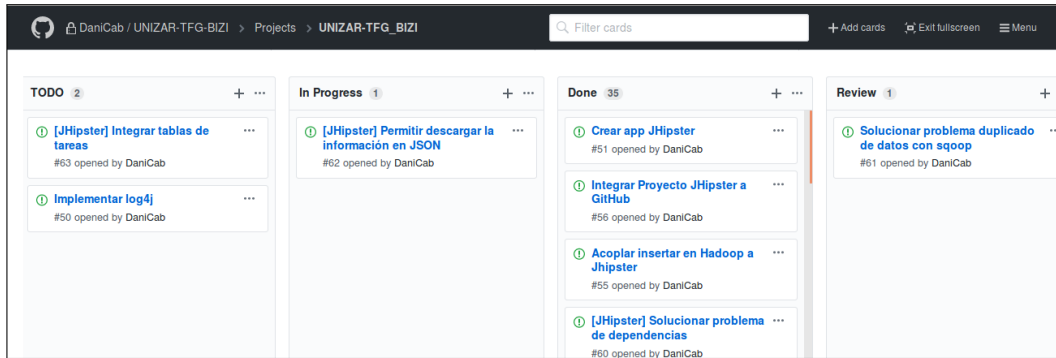 DaniCab / UNIZAR-TFG-BIZI > Projects > UNIZAR-TFG_BIZI
Filter cards
Add cards
Exit fullscreen
Menu
TODO 2
[JHipster] Integrar tablas de
tareas
#63 opened by DaniCab
Implementar log4j
#50 opened by DaniCab
In Progress 1
[JHipster] Permitir descargar la
información en JSON
#62 opened by DaniCab
Done 35
Crear app JHipster
#51 opened by DaniCab
Integrar Proyecto JHipster a
GitHub
#56 opened by DaniCab
Acoplar insertar en Hadoop a
Jhipster
#55 opened by DaniCab
[JHipster] Solucionar problema
de dependencias
#60 opened by DaniCab
Review 1
Solucionar problema duplicado
de datos con sqoop
#61 opened by DaniCab